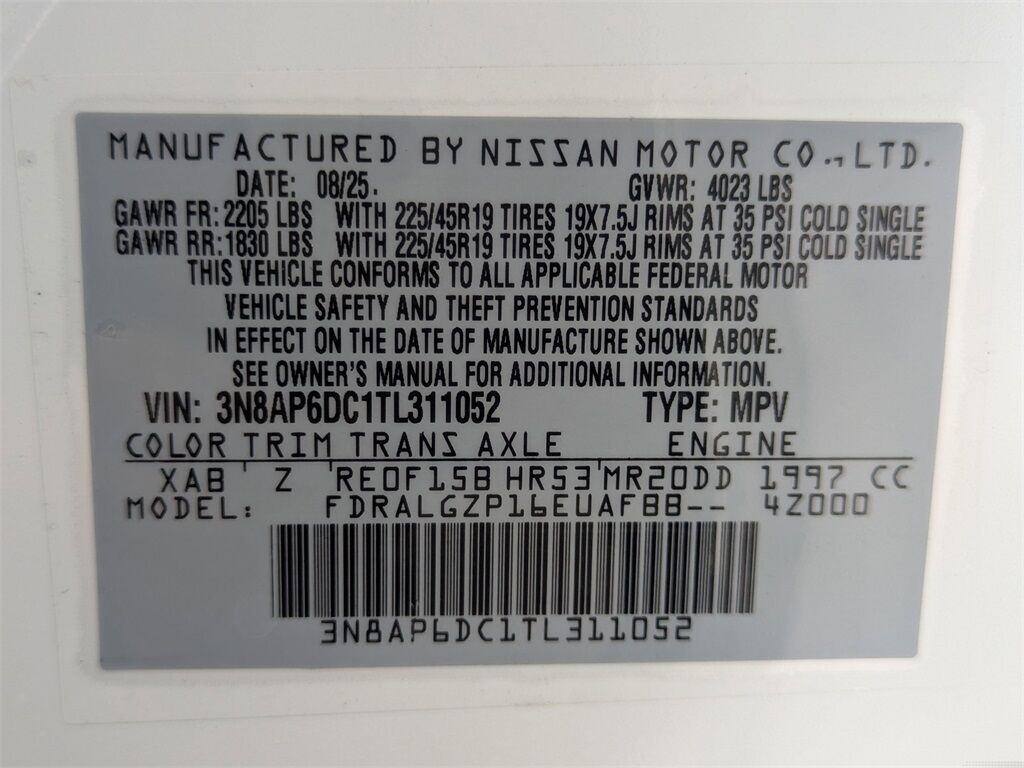 MANUFACTURED BY NISSAN MOTOR CO., LTD.
DATE: 08/25. GVWR: 4023 LBS
GAWR FR: 2205 LBS WITH 225/45R19 TIRES 19X7.5J RIMS AT 35 PSI COLD SINGLE
GAWR RR: 1830 LBS WITH 225/45R19 TIRES 19X7.5J RIMS AT 35 PSI COLD SINGLE
THIS VEHICLE CONFORMS TO ALL APPLICABLE FEDERAL MOTOR
VEHICLE SAFETY AND THEFT PREVENTION STANDARDS
IN EFFECT ON THE DATE OF MANUFACTURE SHOWN ABOVE.
SEE OWNER'S MANUAL FOR ADDITIONAL INFORMATION.
VIN: 3N8AP6DC1TL311052 TYPE: MPV
COLOR TRIM TRANS AXLE ENGINE
XAB Z RE0F15B HR53 MR20DD 1997 CC
MODEL: FDRALGZP16EUAFBB-- 4Z000
3N8AP6DC1TL311052